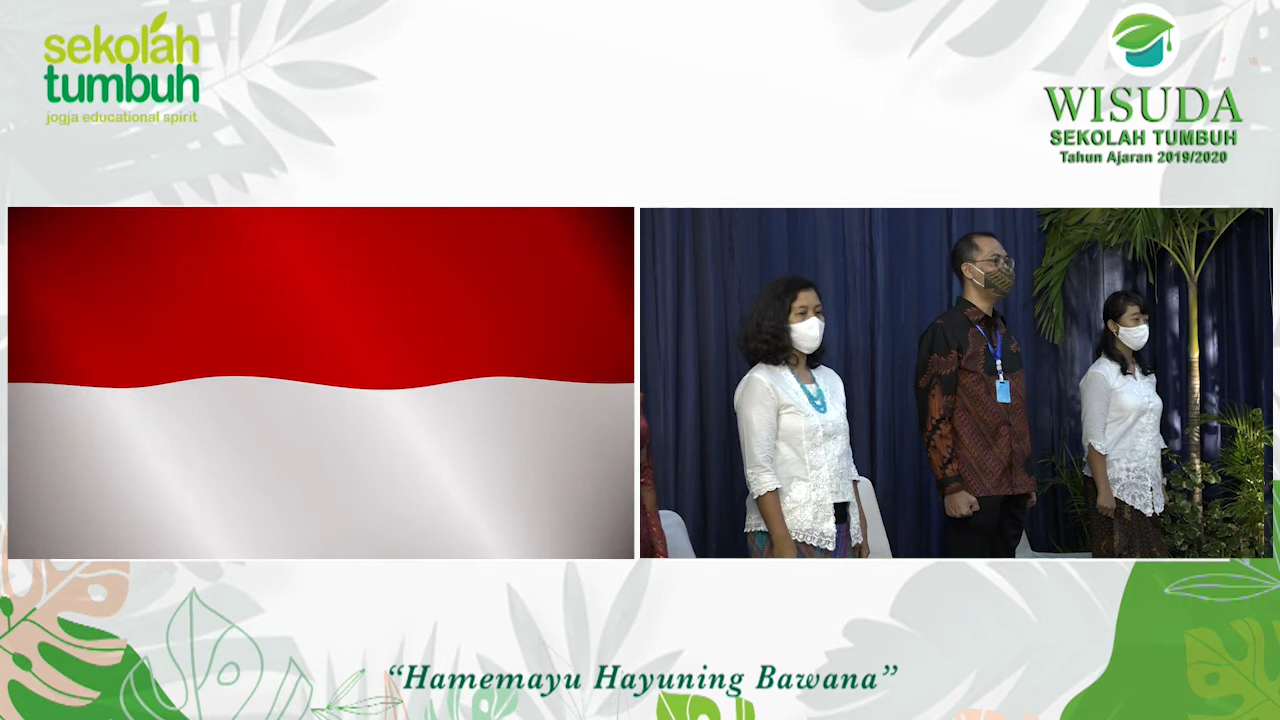 sekolah
tumbuh
jogja educational spirit
WISUDA
SEKOLAH TUMBUH
Tahun Ajaran 2019/2020
“Hamemayu Hayuning Bawana”